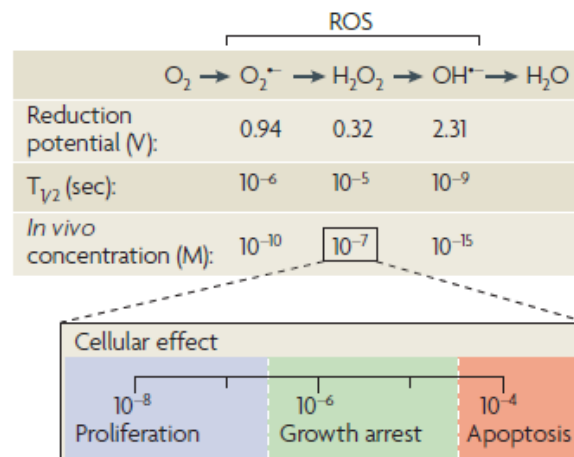 ROS
O₂ → O₂•− → H₂O₂ → OH•− → H₂O
Reduction
potential (V): 0.94 0.32 2.31
T1/2 (sec): 10⁻⁶ 10⁻⁵ 10⁻⁹
In vivo
concentration (M): 10⁻¹⁰ 10⁻⁷ 10⁻¹⁵
Cellular effect
10⁻⁸ 10⁻⁶ 10⁻⁴
Proliferation Growth arrest Apoptosis